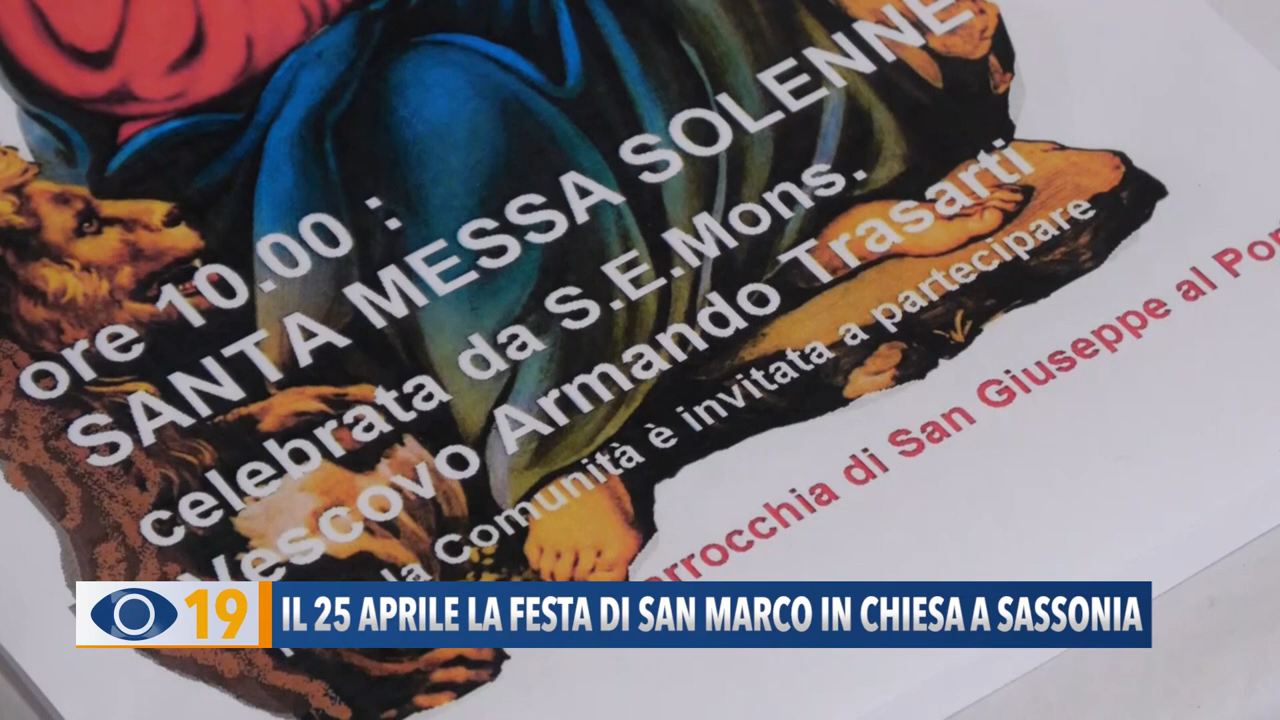 ore 10.00 :
SANTA MESSA SOLENNE
celebrata da S.E.Mons.
Vescovo Armando Trasarti
la Comunità è invitata a partecipare
di San Giuseppe al
19
IL 25 APRILE LA FESTA DI SAN MARCO IN CHIESA A SASSONIA